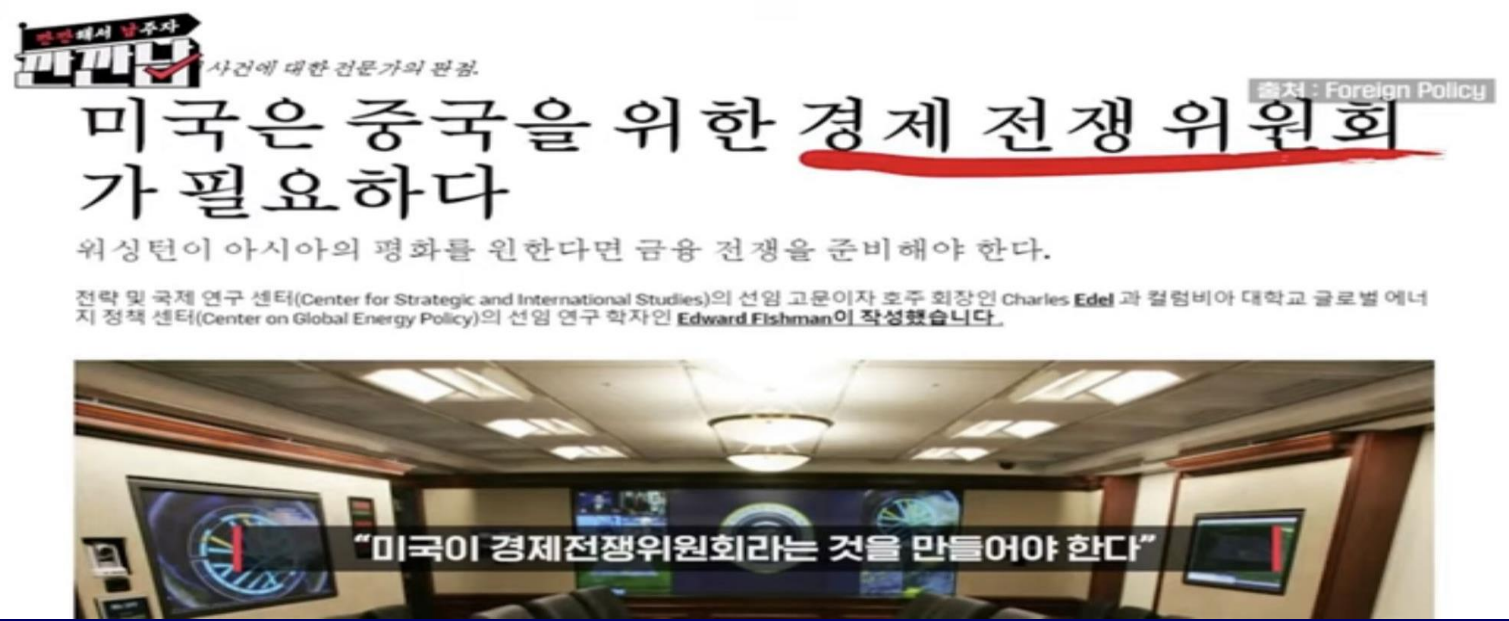 깐깐해서 남주자
깐깐남
사건에 대한 전문가의 관점.
출처 : Foreign Policy
미국은 중국을 위한 경제 전쟁 위원회
가 필요하다
워싱턴이 아시아의 평화를 원한다면 금융 전쟁을 준비해야 한다.
전략 및 국제 연구 센터(Center for Strategic and International Studies)의 선임 고문이자 호주 회장인 Charles Edel 과 컬럼비아 대학교 글로벌 에너
지 정책 센터(Center on Global Energy Policy)의 선임 연구 학자인 Edward Fishman이 작성했습니다 .
“미국이 경제전쟁위원회라는 것을 만들어야 한다”